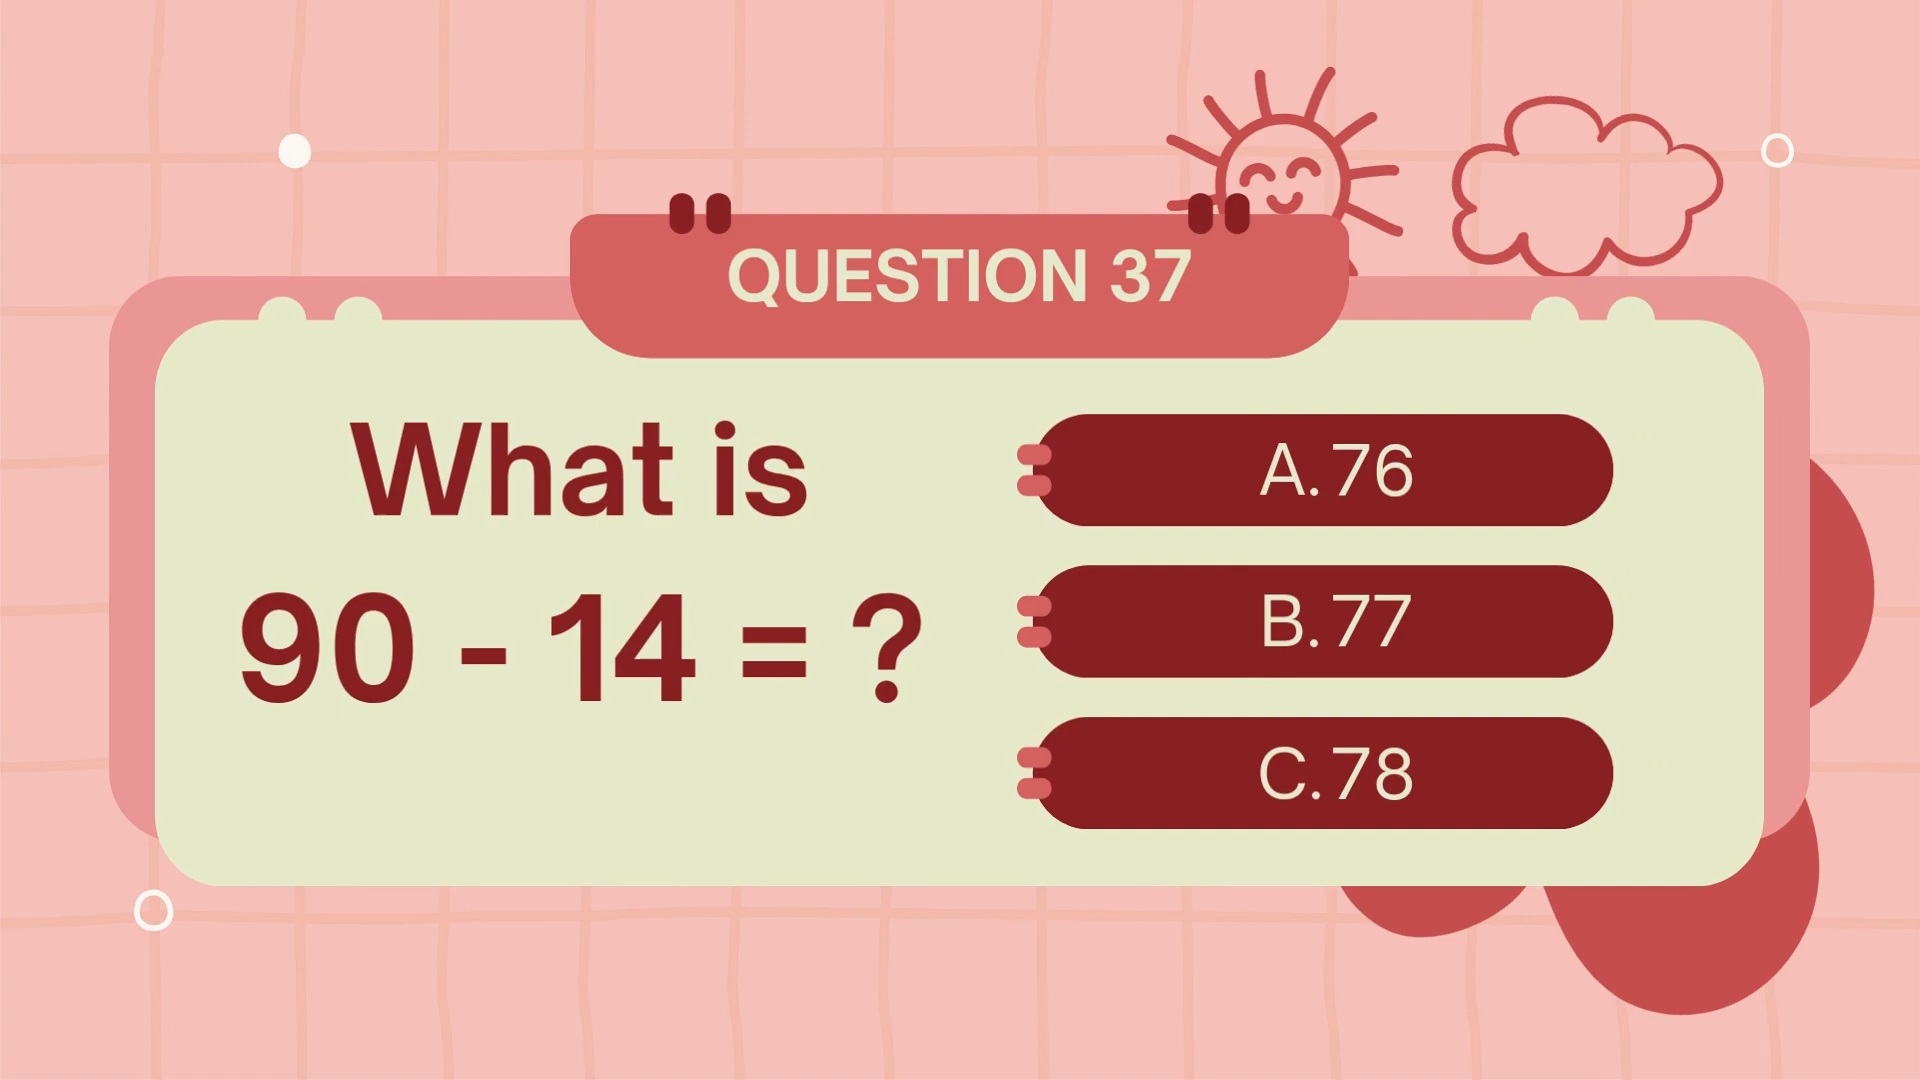 QUESTION 37
What is
90 - 14 = ?
A. 76
B. 77
C. 78